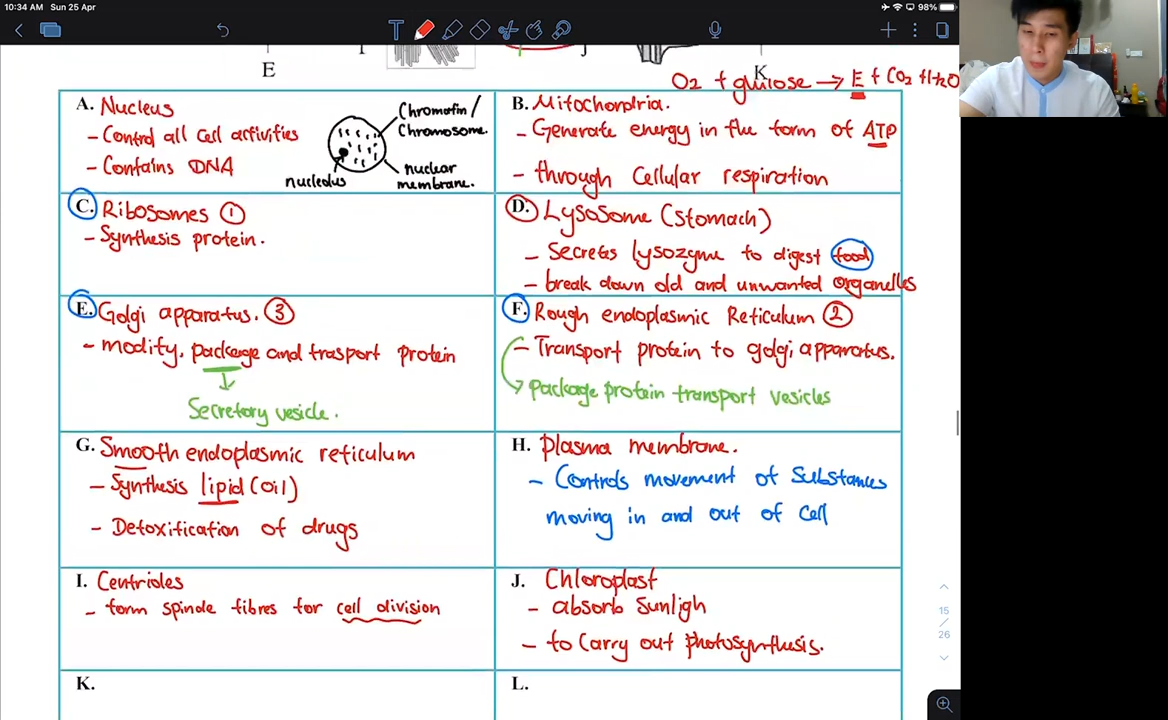 10:34 AM Sun 25 Apr
98%
E
I
J
K
O2 + glucose → E + CO2 + H2O
A. Nucleus
- Control all cell activities
- Contains DNA
Chromatin/
Chromosome.
nucleolus
nuclear
membrane.
B. Mitochondria.
- Generate energy in the form of ATP
- through Cellular respiration
C. Ribosomes 1
- Synthesis protein.
D. Lysosome (stomach)
- Secretes lysozyme to digest food
- break down old and unwanted organelles
E. Golgi apparatus. 3
- modify, package and trasport protein
Secretory vesicle.
F. Rough endoplasmic Reticulum 2
- Transport protein to golgi apparatus.
package protein transport vesicles
G. Smooth endoplasmic reticulum
- Synthesis lipid (oil)
- Detoxification of drugs
H. Plasma membrane.
- Controls movement of substances
moving in and out of cell
I. Centrioles
- form spindle fibres for cell division
J. Chloroplast
- absorb Sunligh
- to Carry out photosynthesis.
K.
L.
15
/
26